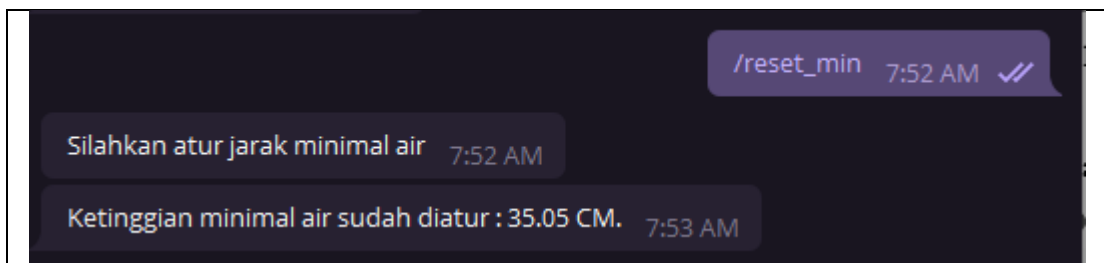 /reset_min 7:52 AM
Silahkan atur jarak minimal air 7:52 AM
Ketinggian minimal air sudah diatur : 35.05 CM. 7:53 AM